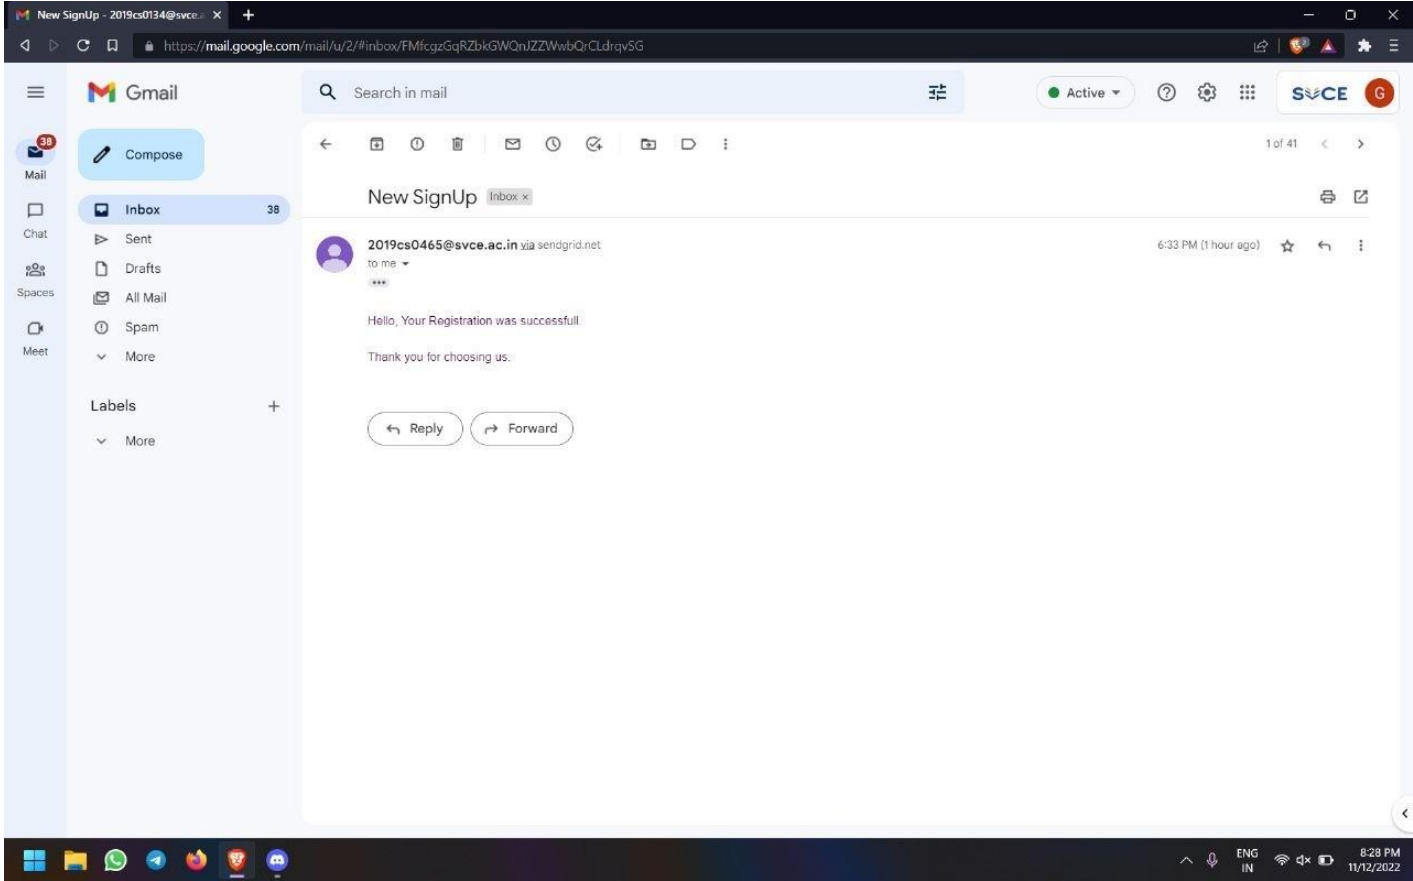 New SignUp - 2019cs0134@svce.a
https://mail.google.com/mail/u/2/#inbox/FMfcgzGqRZbkGWQnJZZWwbQrCLdrqvSG
2
Gmail
Search in mail
Active
SVCE
G
38
Mail
Chat
Spaces
Meet
Compose
Inbox 38
Sent
Drafts
All Mail
Spam
More
Labels
More
1 of 41
New SignUp Inbox ×
2019cs0465@svce.ac.in via sendgrid.net
6:33 PM (1 hour ago)
to me
Hello, Your Registration was successfull.
Thank you for choosing us.
Reply
Forward
ENG
IN
8:28 PM
11/12/2022